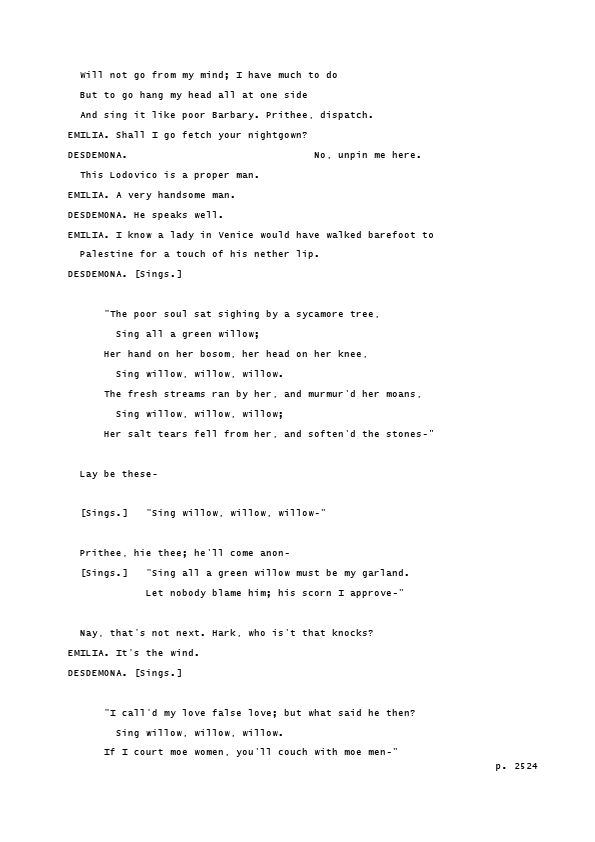 Will not go from my mind; I have much to do
But to go hang my head all at one side
And sing it like poor Barbary. Prithee, dispatch.
EMILIA. Shall I go fetch your nightgown?
DESDEMONA. No, unpin me here.
This Lodovico is a proper man.
EMILIA. A very handsome man.
DESDEMONA. He speaks well.
EMILIA. I know a lady in Venice would have walked barefoot to
Palestine for a touch of his nether lip.
DESDEMONA. [Sings.]
"The poor soul sat sighing by a sycamore tree,
Sing all a green willow;
Her hand on her bosom, her head on her knee,
Sing willow, willow, willow.
The fresh streams ran by her, and murmur'd her moans,
Sing willow, willow, willow;
Her salt tears fell from her, and soften'd the stones-"
Lay be these-
[Sings.] "Sing willow, willow, willow-"
Prithee, hie thee; he'll come anon-
[Sings.] "Sing all a green willow must be my garland.
Let nobody blame him; his scorn I approve-"
Nay, that's not next. Hark, who is't that knocks?
EMILIA. It's the wind.
DESDEMONA. [Sings.]
"I call'd my love false love; but what said he then?
Sing willow, willow, willow.
If I court moe women, you'll couch with moe men-"
p. 2524